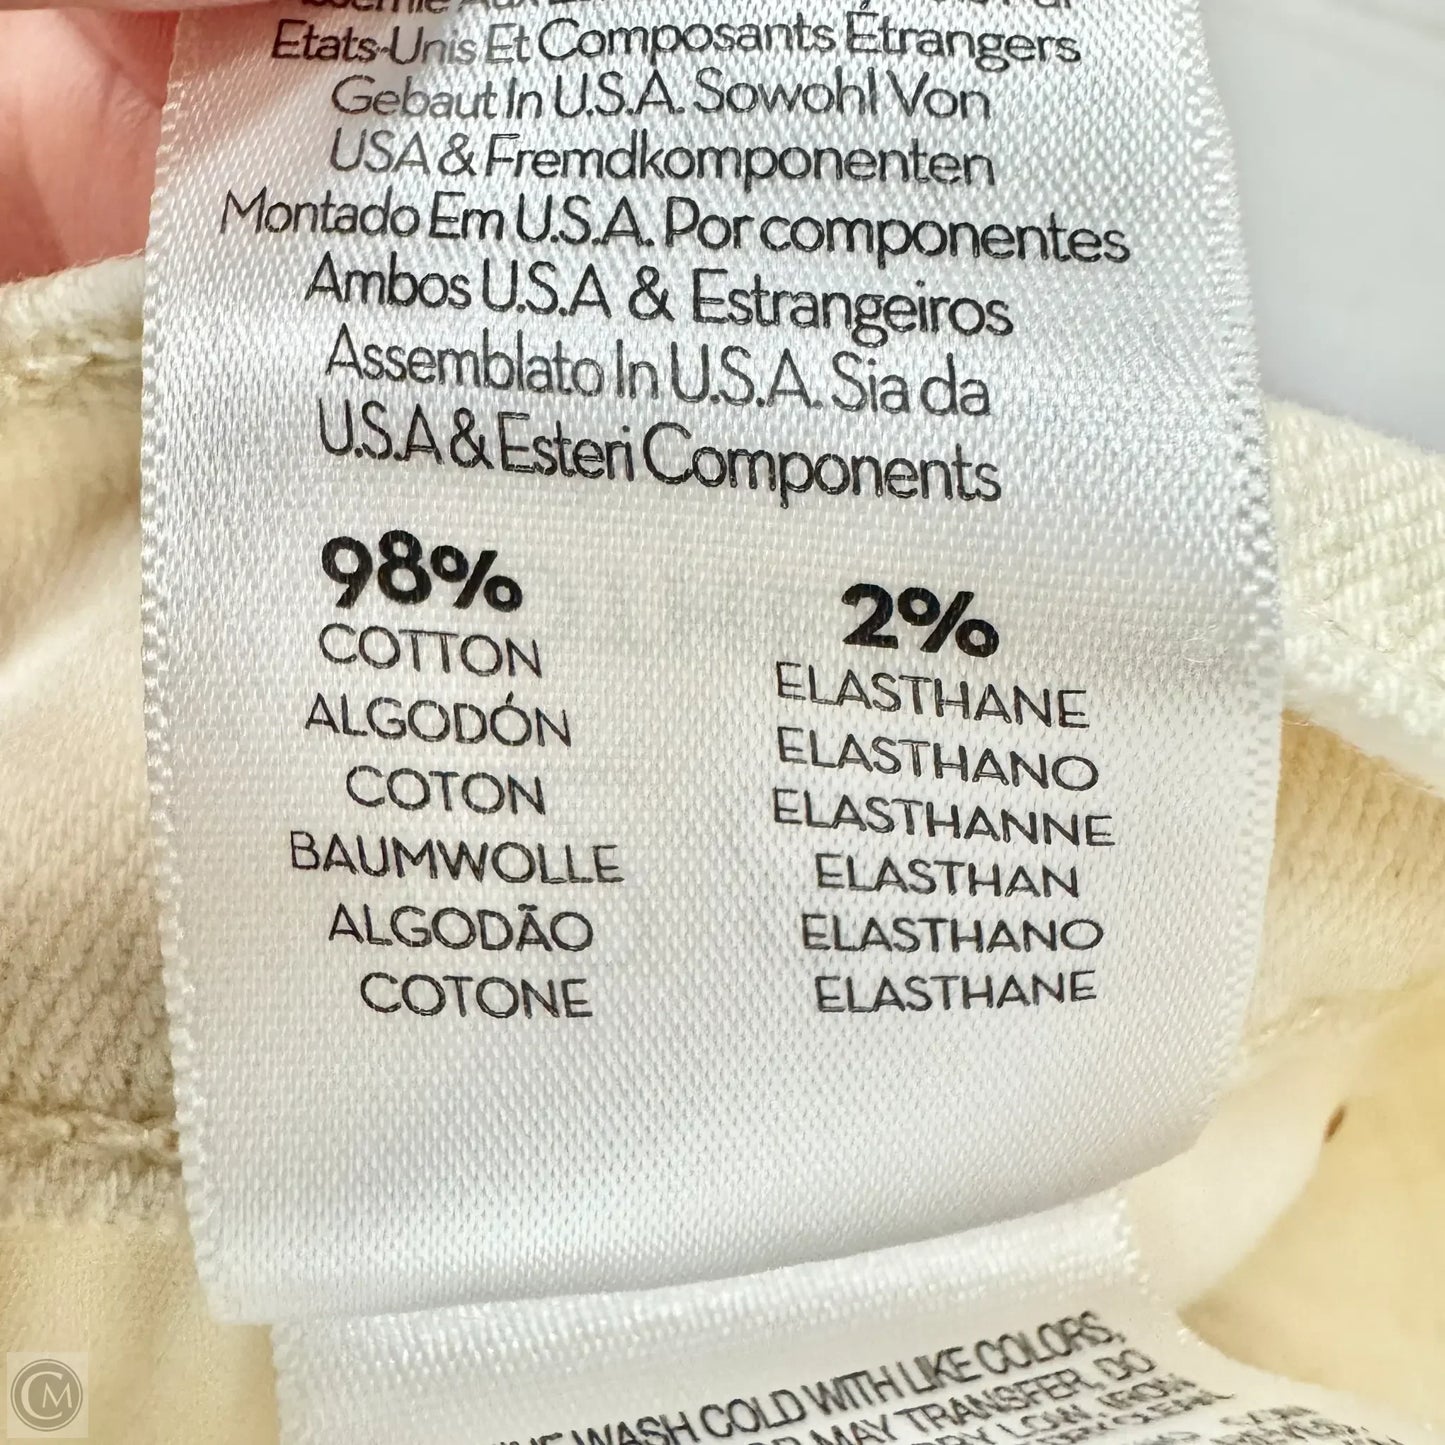 Etats-Unis Et Composants Étrangers
Gebaut In U.S.A. Sowohl Von
USA & Fremdkomponenten
Montado Em U.S.A. Por componentes
Ambos U.S.A & Estrangeiros
Assemblato In U.S.A. Sia da
U.S.A & Esteri Components
98% 2%
COTTON ELASTHANE
ALGODÓN ELASTHANO
COTON ELASTHANNE
BAUMWOLLE ELASTHAN
ALGODÃO ELASTHANO
COTONE ELASTHANE
WASH COLD WITH LIKE COLORS,
MAY TRANSFER, DO
CM